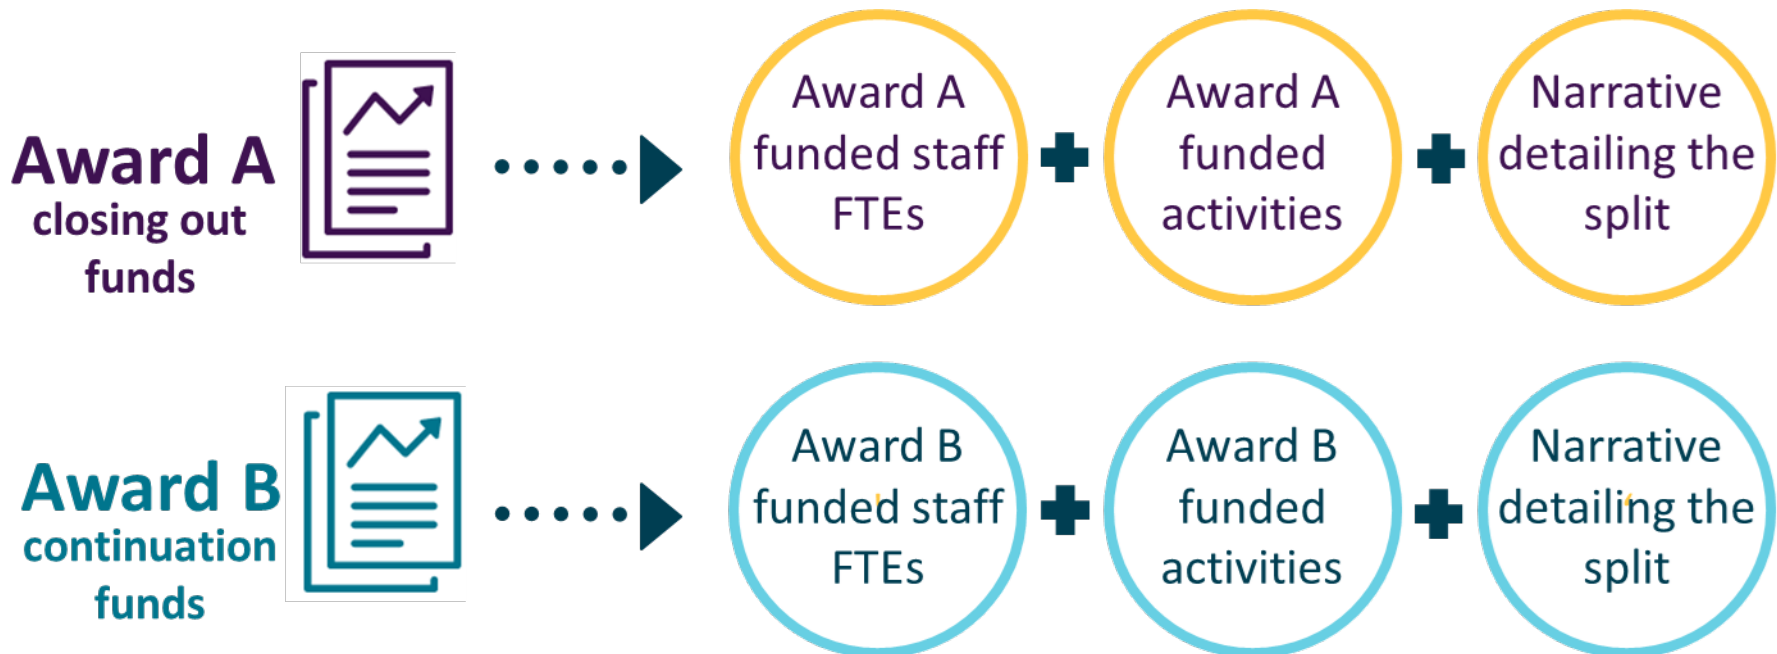 Award A
closing out
funds
Award A
funded staff
FTEs
Award A
funded
activities
Narrative
detailing the
split
Award B
continuation
funds
Award B
funded staff
FTEs
Award B
funded
activities
Narrative
detailing the
split